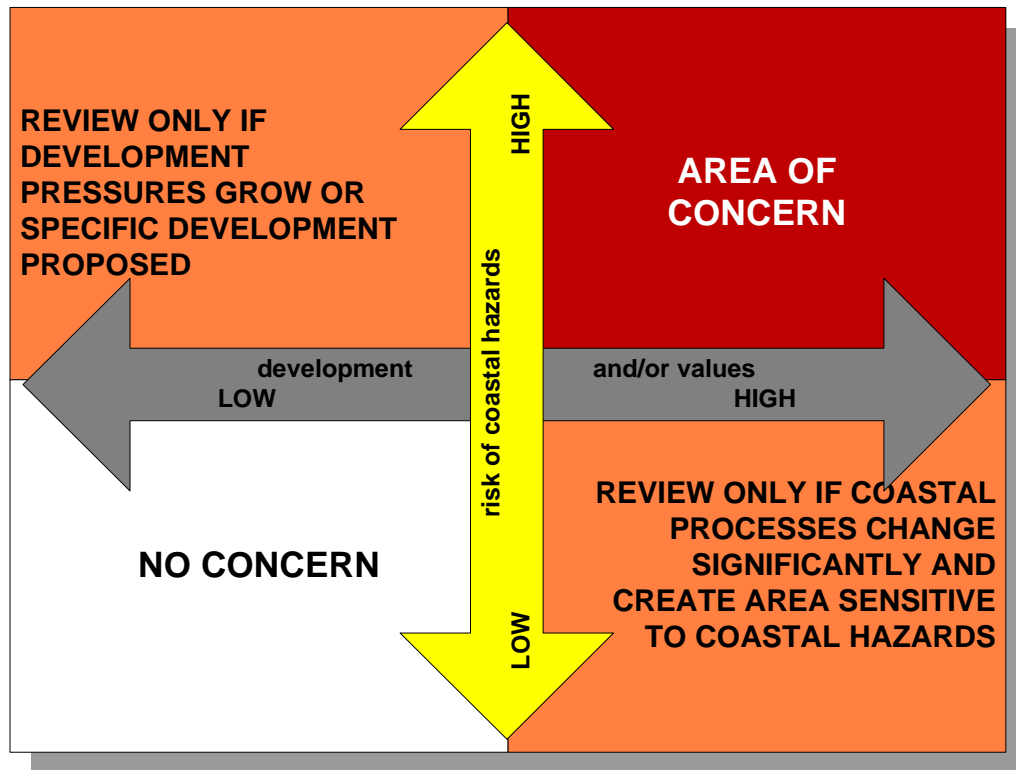 REVIEW ONLY IF
DEVELOPMENT
PRESSURES GROW OR
SPECIFIC DEVELOPMENT
PROPOSED
AREA OF
CONCERN
HIGH
risk of coastal hazards
LOW
development and/or values
LOW HIGH
NO CONCERN
REVIEW ONLY IF COASTAL
PROCESSES CHANGE
SIGNIFICANTLY AND
CREATE AREA SENSITIVE
TO COASTAL HAZARDS